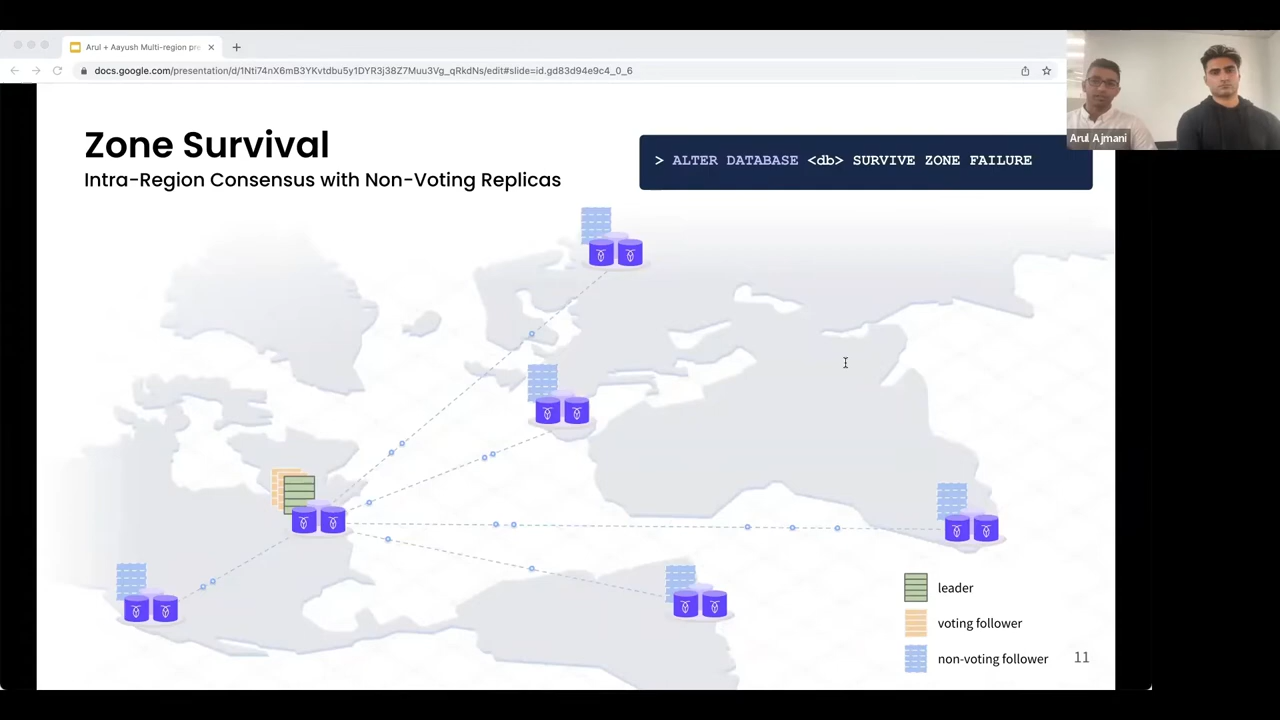 Arul + Aayush Multi-region pre
docs.google.com/presentation/d/1Nti74nX6mB3YKvtdbu5y1DYR3j38Z7Muu3Vg_qRkdNs/edit#slide=id.gd83d94e9c4_0_6
Arul Ajmani
Zone Survival
Intra-Region Consensus with Non-Voting Replicas
> ALTER DATABASE <db> SURVIVE ZONE FAILURE
leader
voting follower
non-voting follower
11